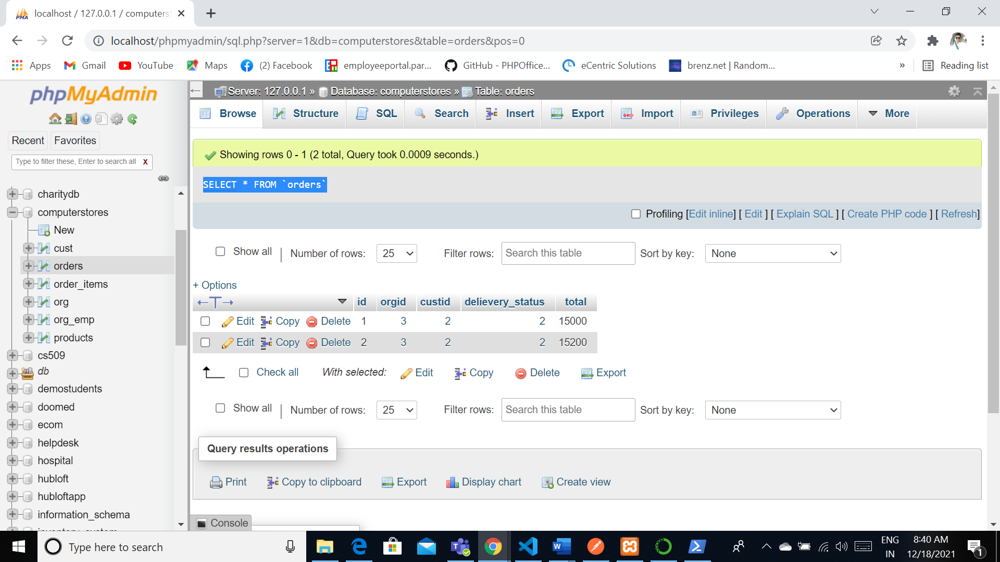 localhost / 127.0.0.1 / computers
localhost/phpmyadmin/sql.php?server=1&db=computerstores&table=orders&pos=0
Apps Gmail YouTube Maps (2) Facebook employeeportal.par... GitHub - PHPOffice... eCentric Solutions brenz.net | Random... » Reading list
phpMyAdmin
Recent Favorites
Type to filter these, Enter to search all X
charitydb
computerstores
New
cust
orders
order_items
org
org_emp
products
cs509
db
demostudents
doomed
ecom
helpdesk
hospital
hubloft
hubloftapp
information_schema
Server: 127.0.0.1 » Database: computerstores » Table: orders
Browse Structure SQL Search Insert Export Import Privileges Operations More
Showing rows 0 - 1 (2 total, Query took 0.0009 seconds.)
SELECT * FROM `orders`
Profiling [Edit inline] [ Edit ] [ Explain SQL ] [ Create PHP code ] [ Refresh]
Show all | Number of rows: 25 Filter rows: Search this table Sort by key: None
+ Options
←T→ id orgid custid delievery_status total
Edit Copy Delete 1 3 2 2 15000
Edit Copy Delete 2 3 2 2 15200
Check all With selected: Edit Copy Delete Export
Show all | Number of rows: 25 Filter rows: Search this table Sort by key: None
Query results operations
Print Copy to clipboard Export Display chart Create view
Console
Type here to search
ENG
IN
8:40 AM
12/18/2021
1